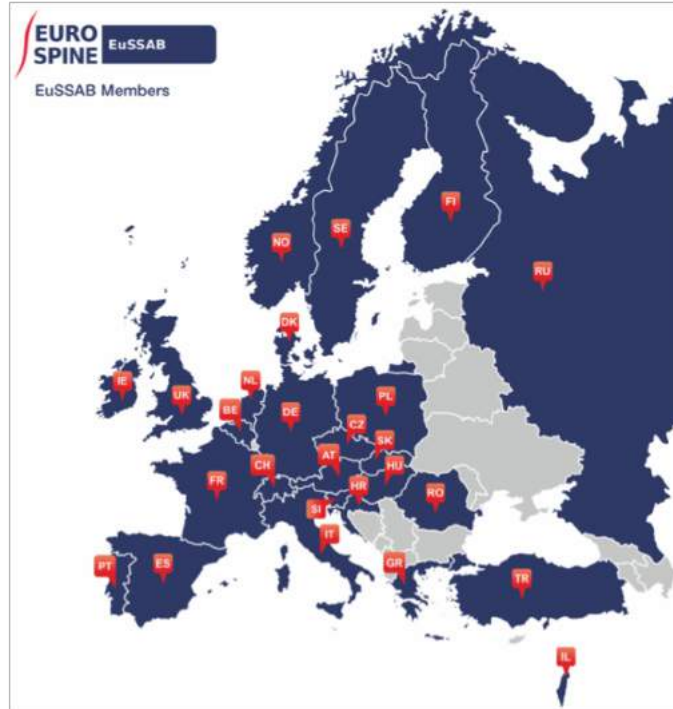 EURO
SPINE
EuSSAB
EuSSAB Members
FI
SE
NO
RU
DK
IE
UK
NL
BE
DE
PL
CZ
SK
AT
CH
HU
FR
HR
RO
SI
IT
PT
ES
GR
TR
IL